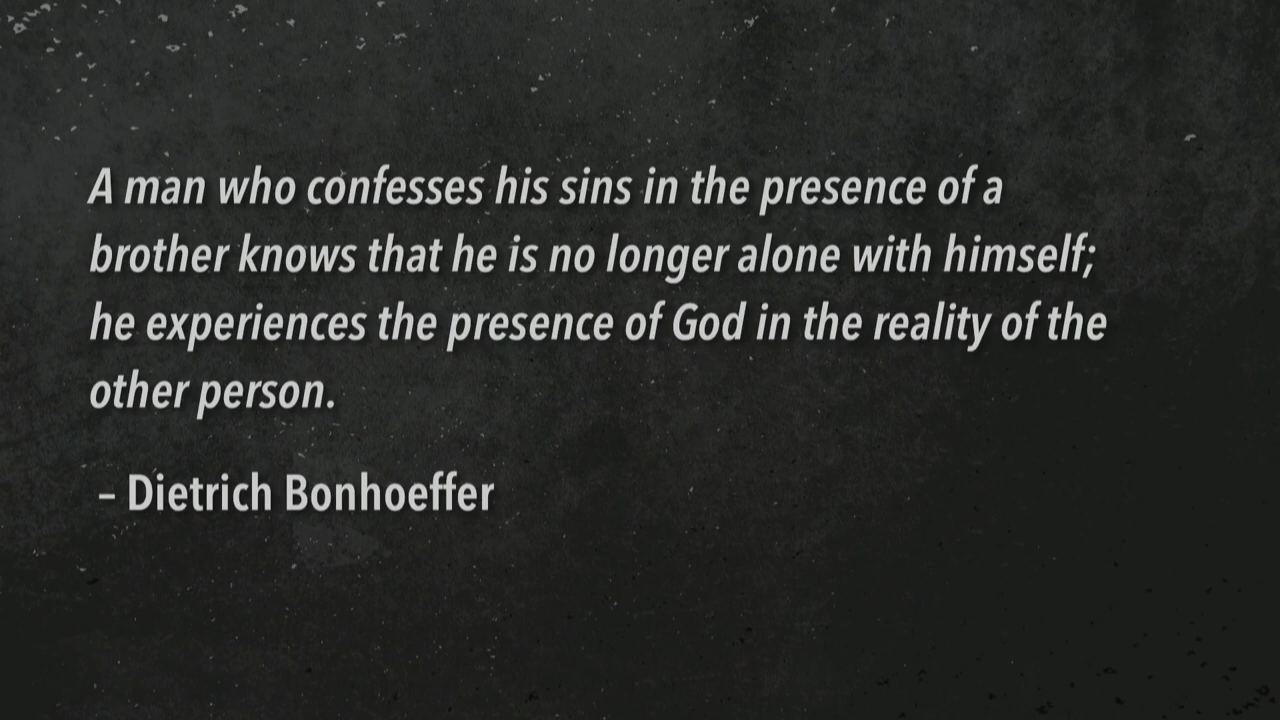 A man who confesses his sins in the presence of a
brother knows that he is no longer alone with himself;
he experiences the presence of God in the reality of the
other person.
– Dietrich Bonhoeffer